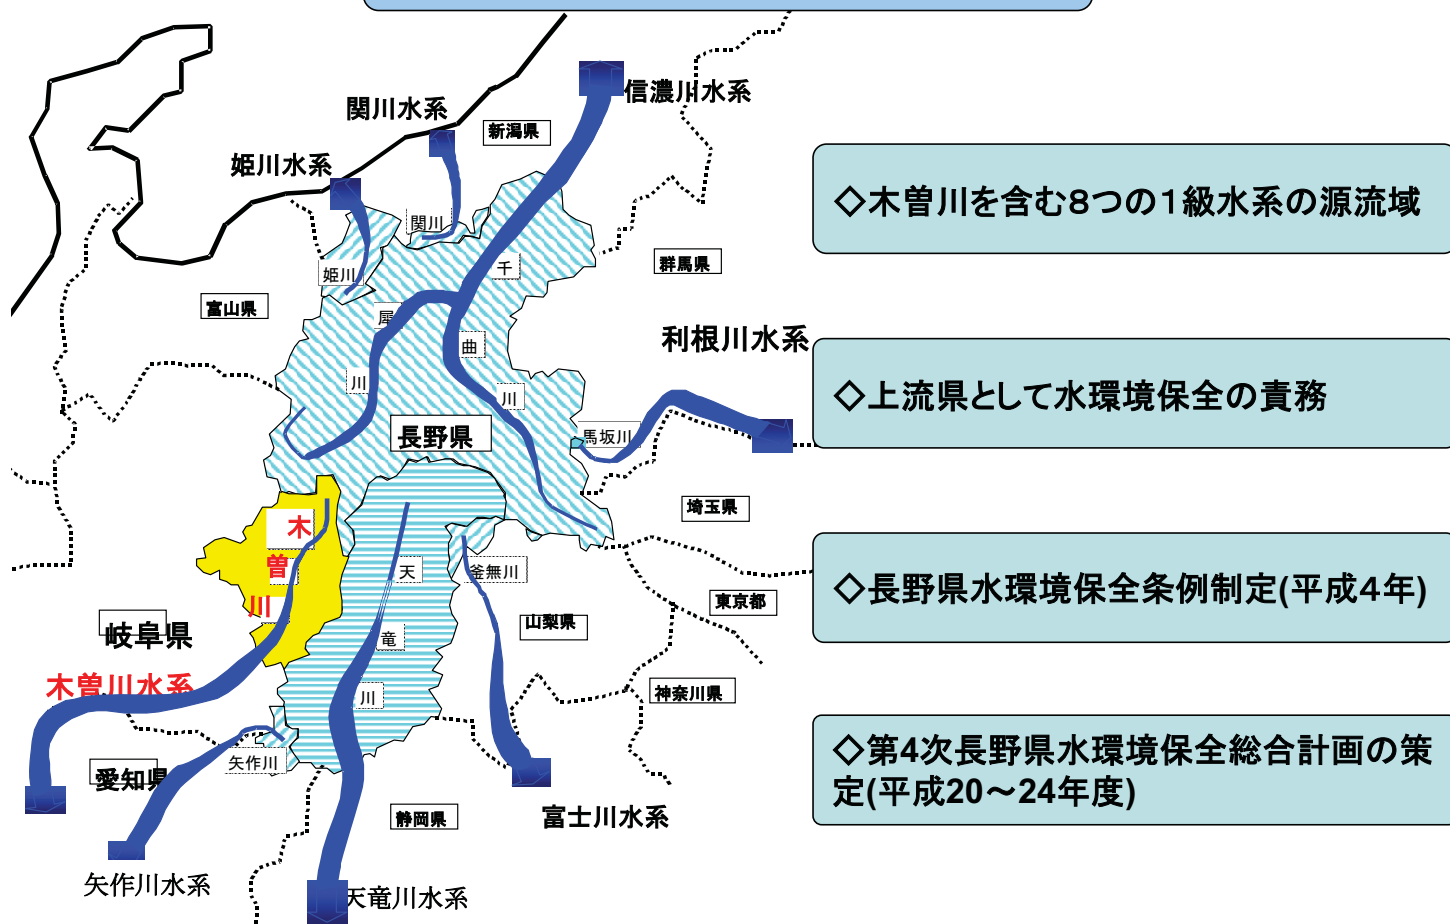 信濃川水系
関川水系
新潟県
姫川水系
関川
千
群馬県
姫川
富山県
犀
利根川水系
曲
川
川
長野県
馬坂川
埼玉県
木
曽
川
天
釜無川
東京都
岐阜県
山梨県
竜
木曽川水系
神奈川県
川
矢作川
愛知県
静岡県
富士川水系
矢作川水系
天竜川水系
◇木曽川を含む8つの1級水系の源流域
◇上流県として水環境保全の責務
◇長野県水環境保全条例制定(平成4年)
◇第4次長野県水環境保全総合計画の策
定(平成20～24年度)